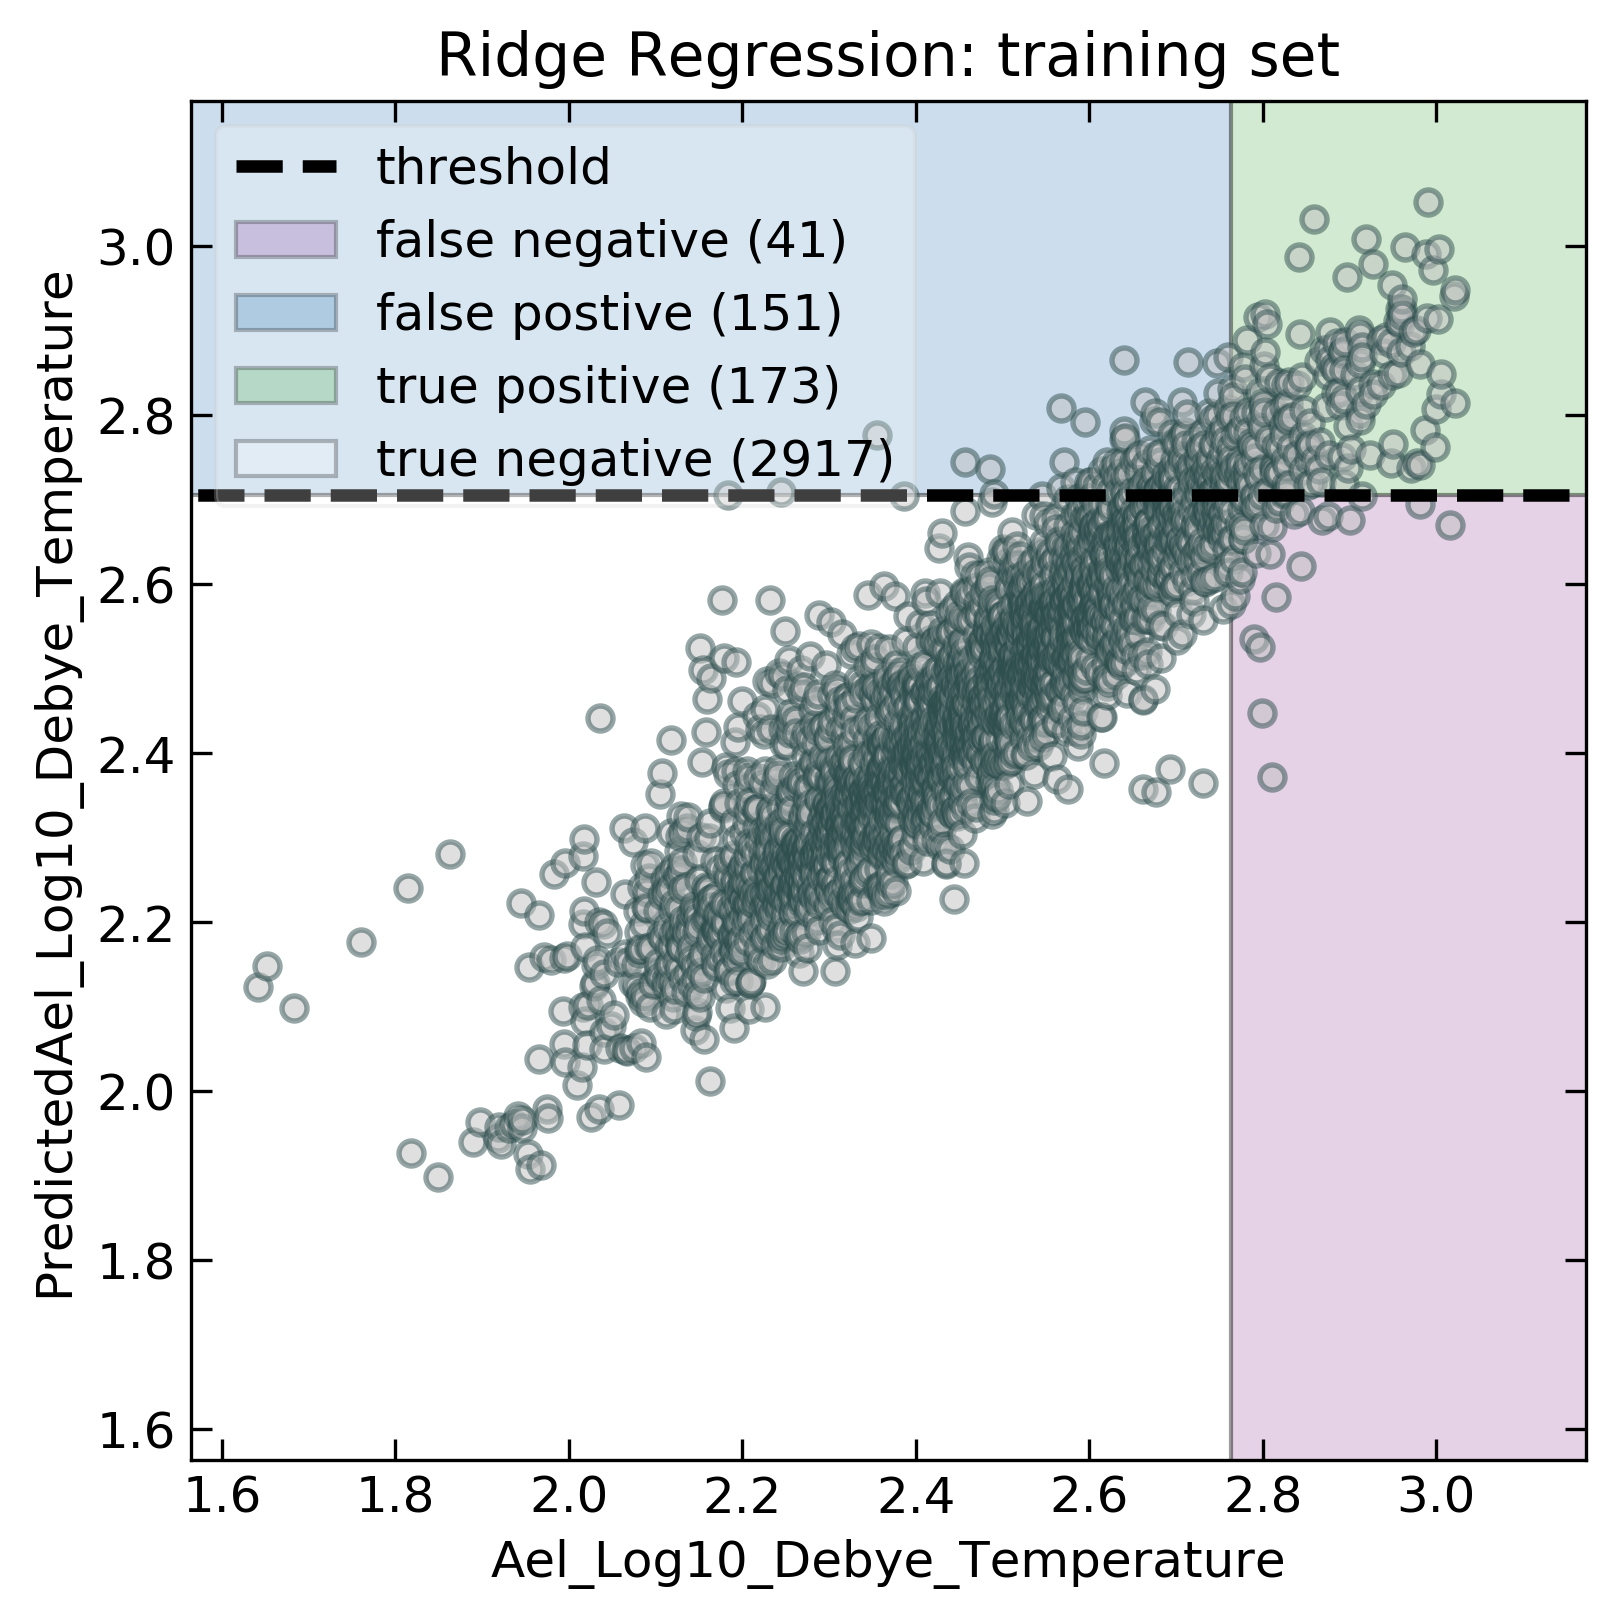 Ridge Regression: training set
threshold
false negative (41)
false postive (151)
true positive (173)
true negative (2917)
PredictedAel_Log10_Debye_Temperature
3.0
2.8
2.6
2.4
2.2
2.0
1.8
1.6
1.6 1.8 2.0 2.2 2.4 2.6 2.8 3.0
Ael_Log10_Debye_Temperature